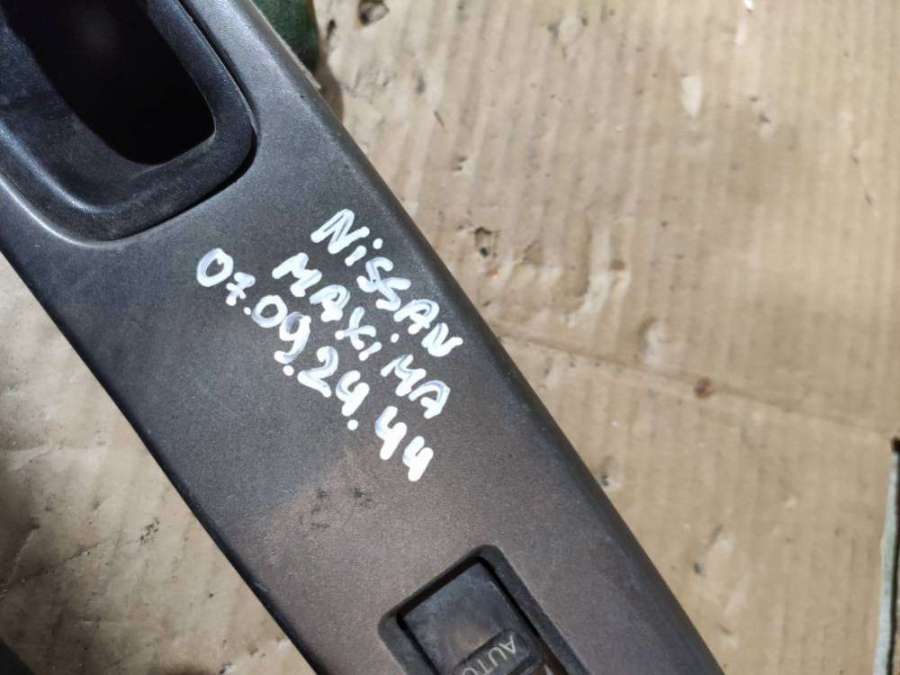 NiSSAN
MAXiMA
07.09.24.44
AUTO